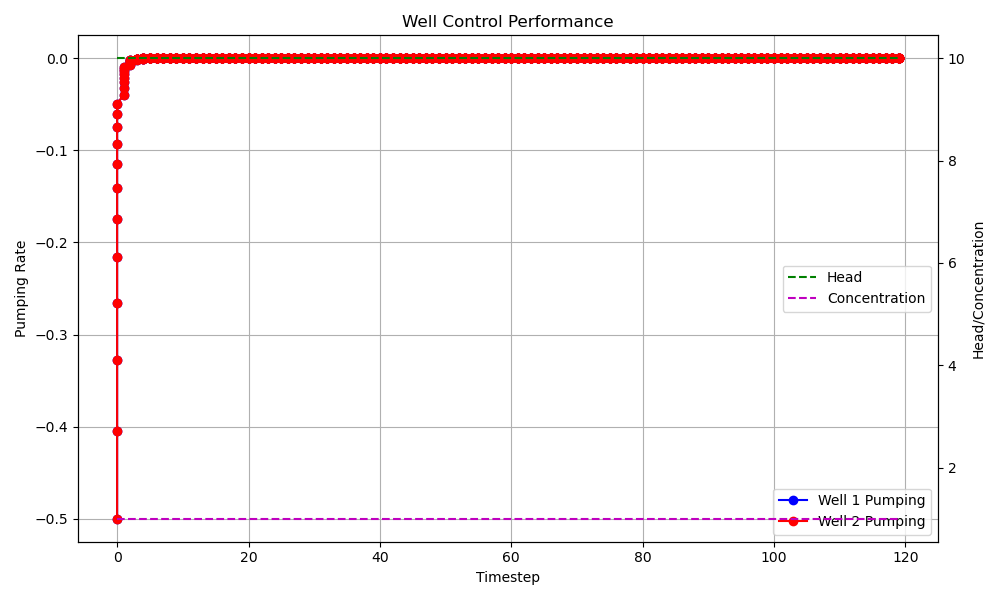 Well Control Performance
0.0
−0.1
−0.2
−0.3
−0.4
−0.5
Pumping Rate
10
8
6
4
2
Head/Concentration
Head
Concentration
Well 1 Pumping
Well 2 Pumping
0 20 40 60 80 100 120
Timestep